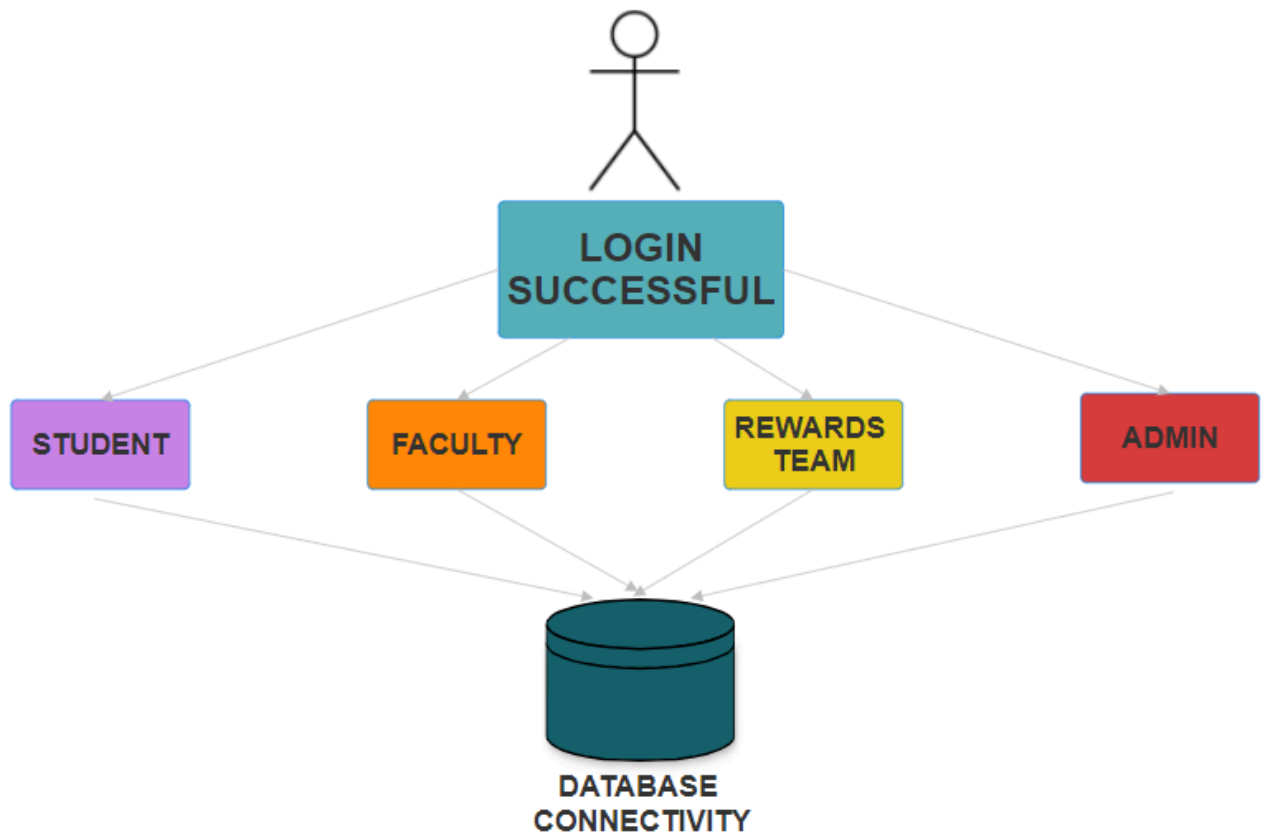 LOGIN
SUCCESSFUL
STUDENT
FACULTY
REWARDS
TEAM
ADMIN
DATABASE
CONNECTIVITY